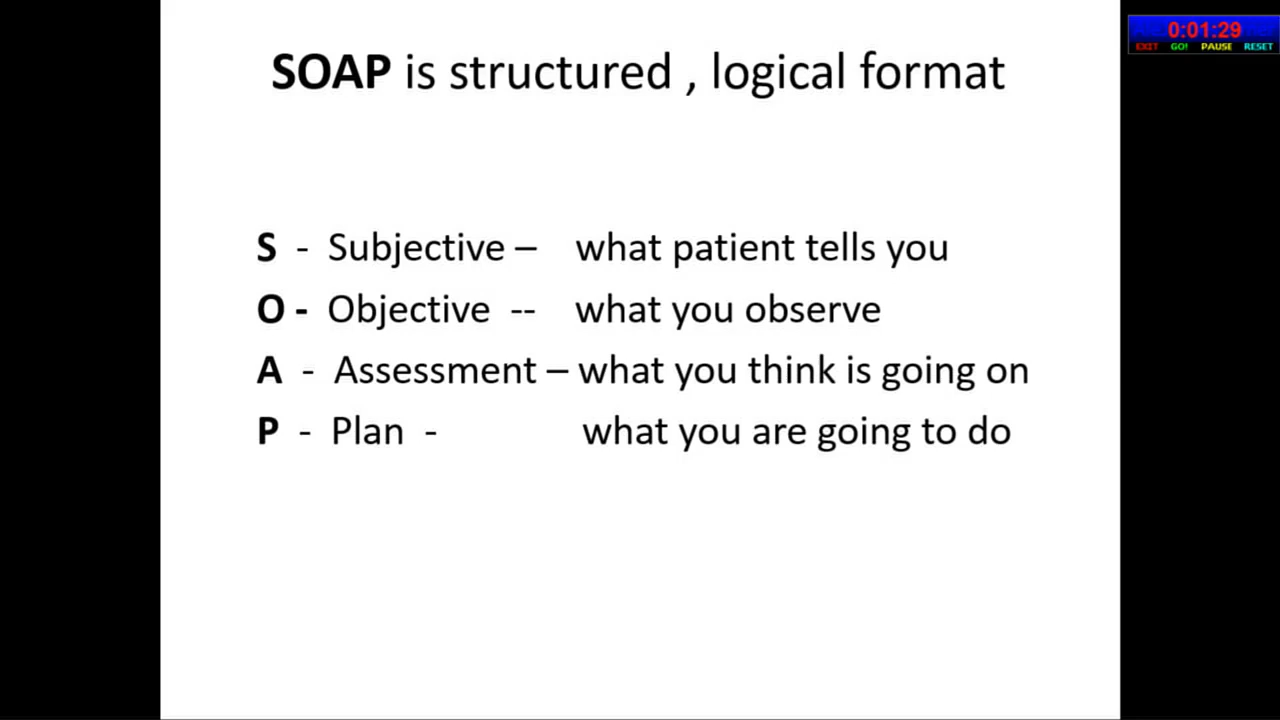 SOAP is structured , logical format
0:01:29
EXIT GO! PAUSE RESET
S - Subjective – what patient tells you
O - Objective -- what you observe
A - Assessment – what you think is going on
P - Plan - what you are going to do